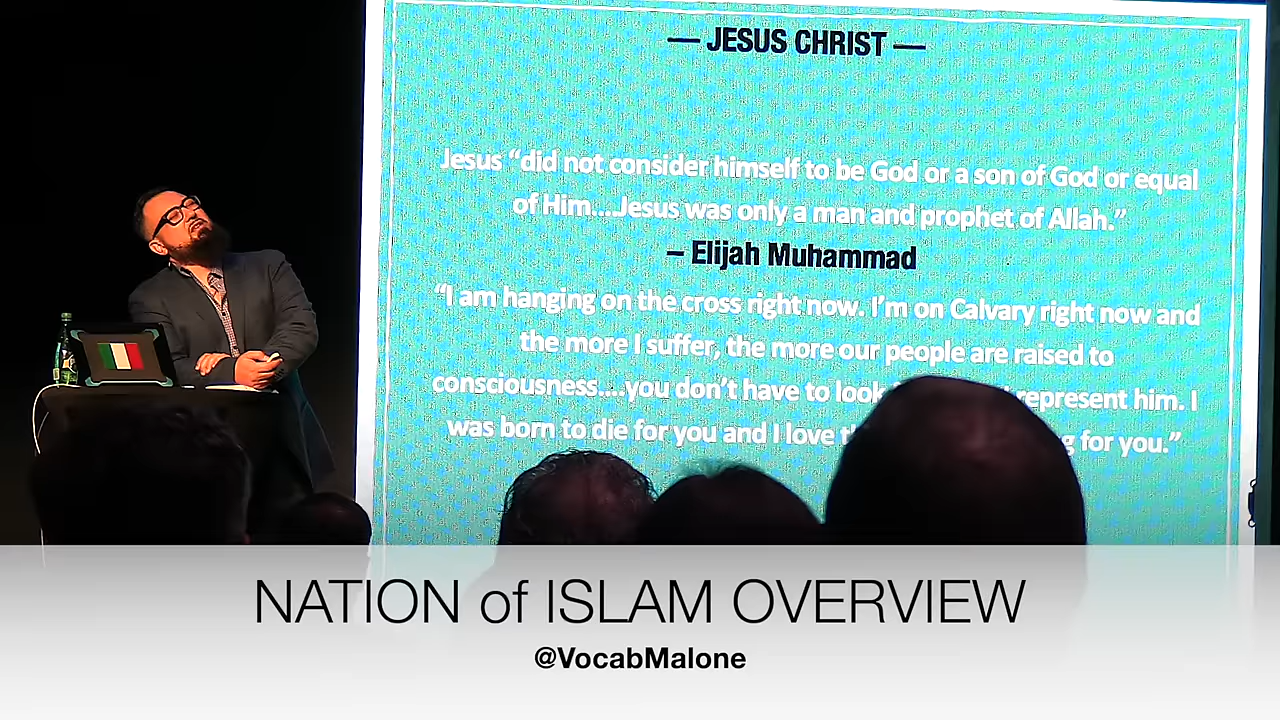 — JESUS CHRIST —
Jesus “did not consider himself to be God or a son of God or equal
of Him....Jesus was only a man and prophet of Allah.”
– Elijah Muhammad
“I am hanging on the cross right now. I’m on Calvary right now and
the more I suffer, the more our people are raised to
consciousness....you don’t have to look represent him. I
was born to die for you and I love for you.”
NATION of ISLAM OVERVIEW
@VocabMalone